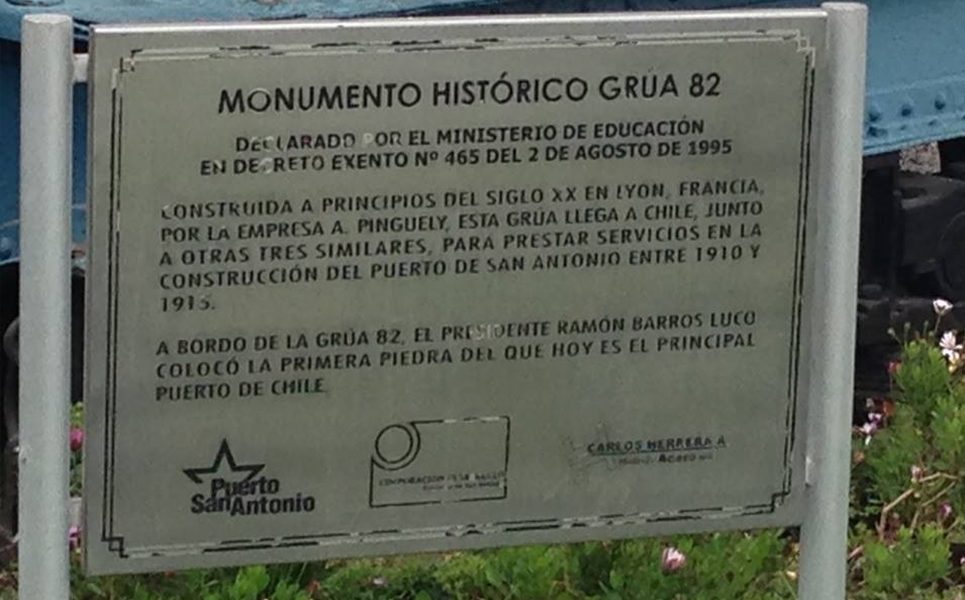 MONUMENTO HISTÓRICO GRÚA 82
DECLARADO POR EL MINISTERIO DE EDUCACIÓN
EN DECRETO EXENTO Nº 465 DEL 2 DE AGOSTO DE 1995
CONSTRUIDA A PRINCIPIOS DEL SIGLO XX EN LYON, FRANCIA,
POR LA EMPRESA A. PINGUELY, ESTA GRÚA LLEGA A CHILE, JUNTO
A OTRAS TRES SIMILARES, PARA PRESTAR SERVICIOS EN LA
CONSTRUCCIÓN DEL PUERTO DE SAN ANTONIO ENTRE 1910 Y
1915.
A BORDO DE LA GRÚA 82, EL PRESIDENTE RAMÓN BARROS LUCO
COLOCÓ LA PRIMERA PIEDRA DEL QUE HOY ES EL PRINCIPAL
PUERTO DE CHILE
Puerto
SanAntonio
CORPORACIÓN
CARLOS HERRERA A